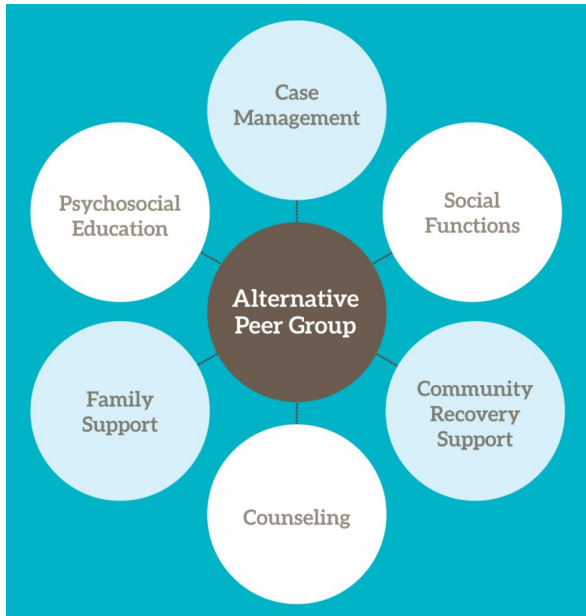 Case
Management
Psychosocial
Education
Social
Functions
Alternative
Peer Group
Family
Support
Community
Recovery
Support
Counseling